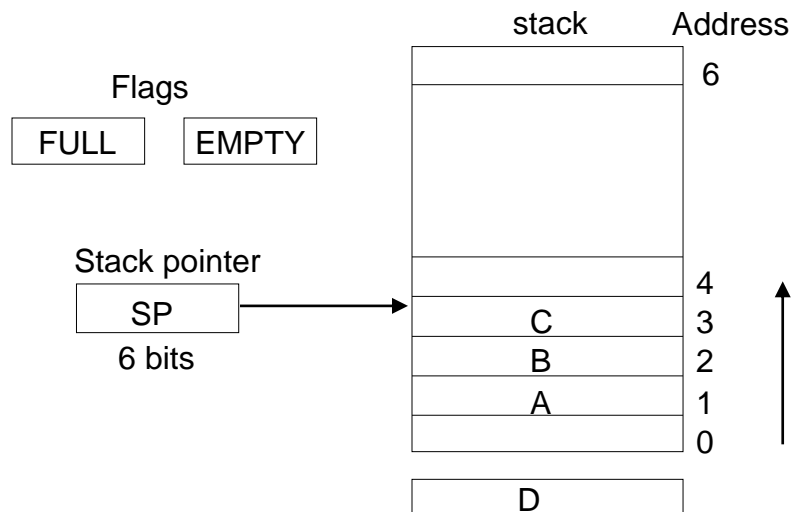 stack Address
6
Flags
FULL EMPTY
Stack pointer
4
SP
C 3
6 bits
B 2
A 1
0
D